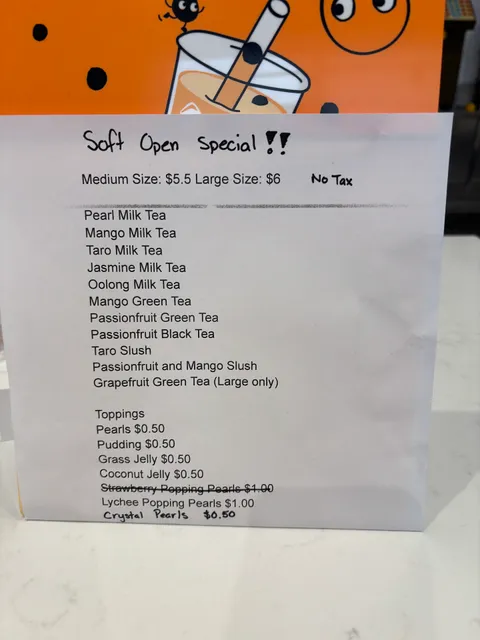 Soft Open Special!!
Medium Size: $5.5 Large Size: $6 No Tax
Pearl Milk Tea
Mango Milk Tea
Taro Milk Tea
Jasmine Milk Tea
Oolong Milk Tea
Mango Green Tea
Passionfruit Green Tea
Passionfruit Black Tea
Taro Slush
Passionfruit and Mango Slush
Grapefruit Green Tea (Large only)
Toppings
Pearls $0.50
Pudding $0.50
Grass Jelly $0.50
Coconut Jelly $0.50
Strawberry Popping Pearls $1.00
Lychee Popping Pearls $1.00
Crystal Pearls $0.50